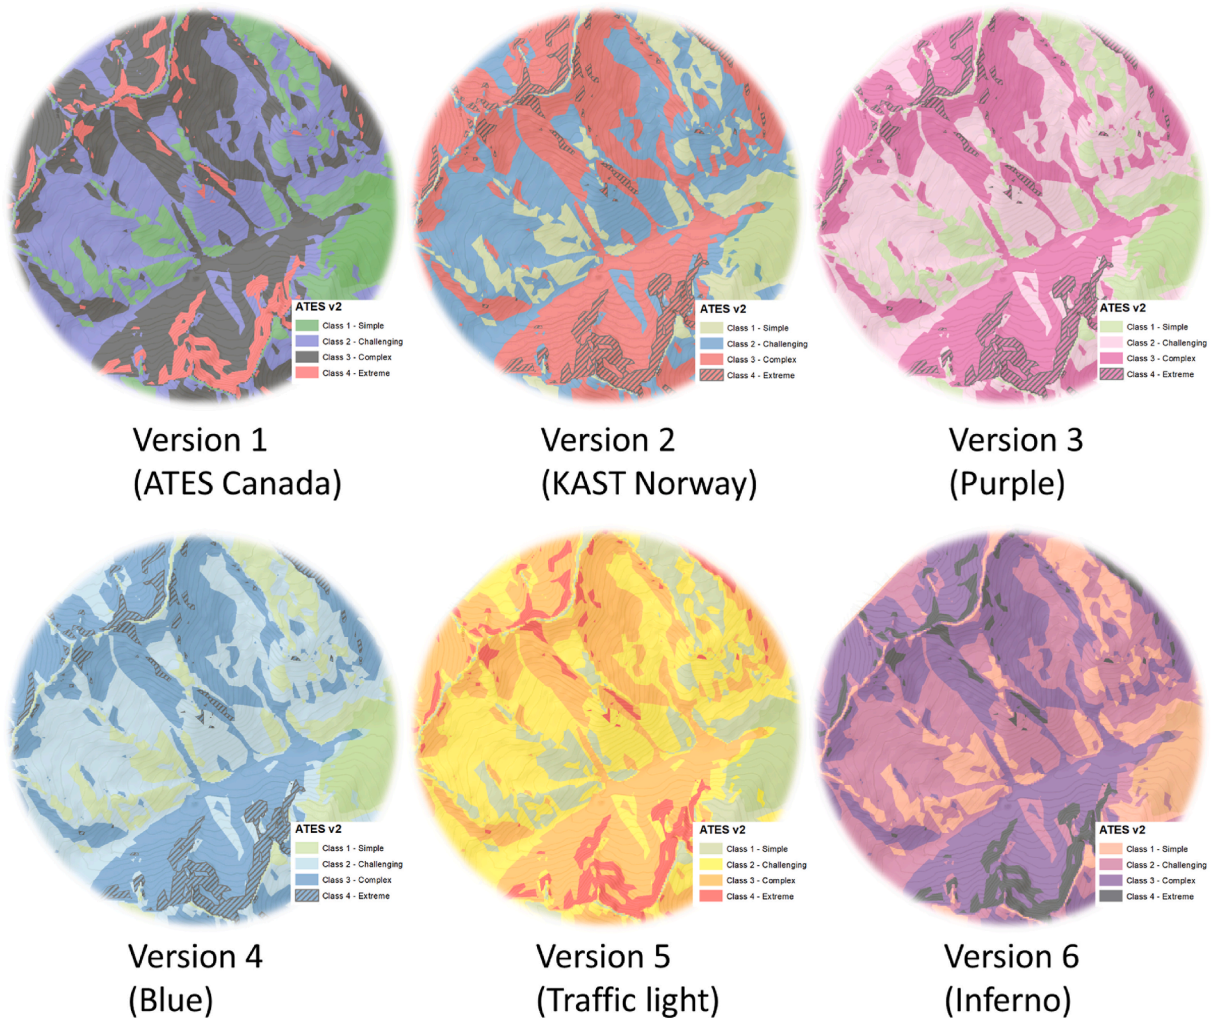 ATES v2
Class 1 - Simple
Class 2 - Challenging
Class 3 - Complex
Class 4 - Extreme
Version 1
(ATES Canada)
ATES v2
Class 1 - Simple
Class 2 - Challenging
Class 3 - Complex
Class 4 - Extreme
Version 2
(KAST Norway)
ATES v2
Class 1 - Simple
Class 2 - Challenging
Class 3 - Complex
Class 4 - Extreme
Version 3
(Purple)
ATES v2
Class 1 - Simple
Class 2 - Challenging
Class 3 - Complex
Class 4 - Extreme
Version 4
(Blue)
ATES v2
Class 1 - Simple
Class 2 - Challenging
Class 3 - Complex
Class 4 - Extreme
Version 5
(Traffic light)
ATES v2
Class 1 - Simple
Class 2 - Challenging
Class 3 - Complex
Class 4 - Extreme
Version 6
(Inferno)